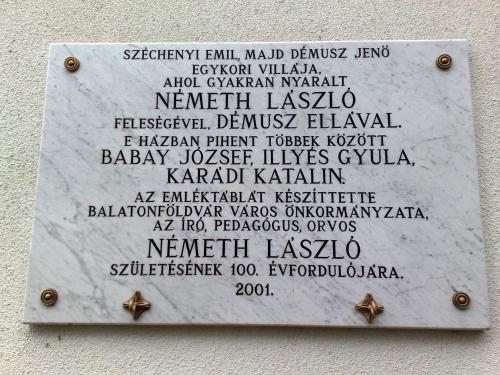 SZÉCHENYI EMIL, MAJD DÉMUSZ JENŐ
EGYKORI VILLÁJA,
AHOL GYAKRAN NYARALT
NÉMETH LÁSZLÓ
FELESÉGÉVEL, DÉMUSZ ELLÁVAL.
E HÁZBAN PIHENT TÖBBEK KÖZÖTT
BABAY JÓZSEF, ILLYÉS GYULA,
KARÁDI KATALIN.
AZ EMLÉKTÁBLÁT KÉSZÍTTETTE
BALATONFÖLDVÁR VÁROS ÖNKORMÁNYZATA,
AZ ÍRÓ, PEDAGÓGUS, ORVOS
NÉMETH LÁSZLÓ
SZÜLETÉSÉNEK 100. ÉVFORDULÓJÁRA.
2001.